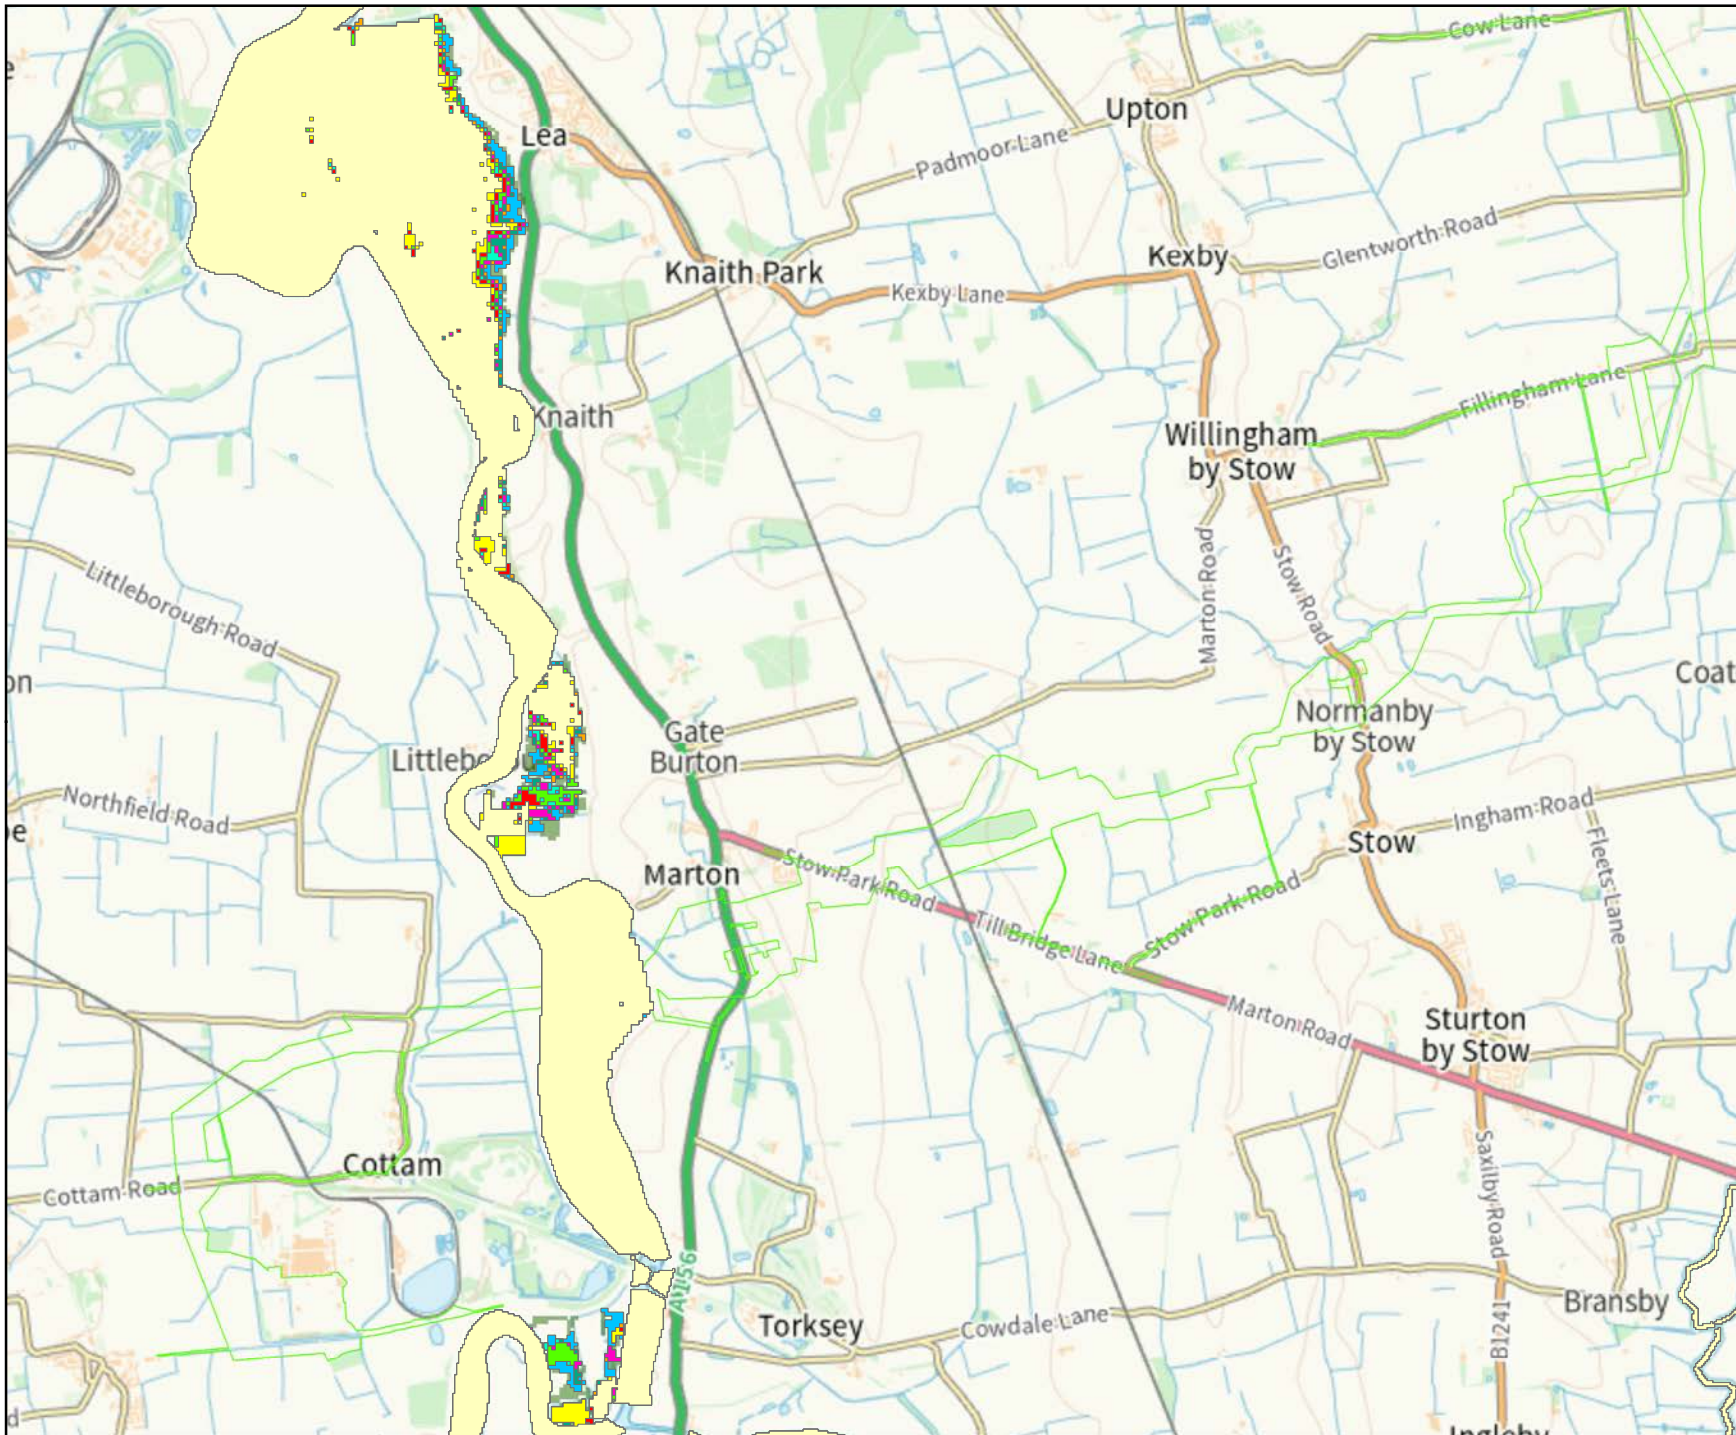 Cow Lane
Upton
Lea
Padmoor Lane
Glentworth Road
Kexby
Knaith Park
Kexby Lane
Fillingham Lane
Knaith
Willingham
by Stow
Marton Road
Stow Road
Littleborough Road
on
Coat
Normanby
by Stow
Gate
Burton
Northfield Road
Ingham Road
Stow
Fleets Lane
Marton
Stow Park Road
Stow Park Road
Till Bridge Lane
Marton Road
Sturton
by Stow
Cottam
Cottam Road
Saxilby Road
A156
Torksey
Cowdale Lane
Bransby
B1241